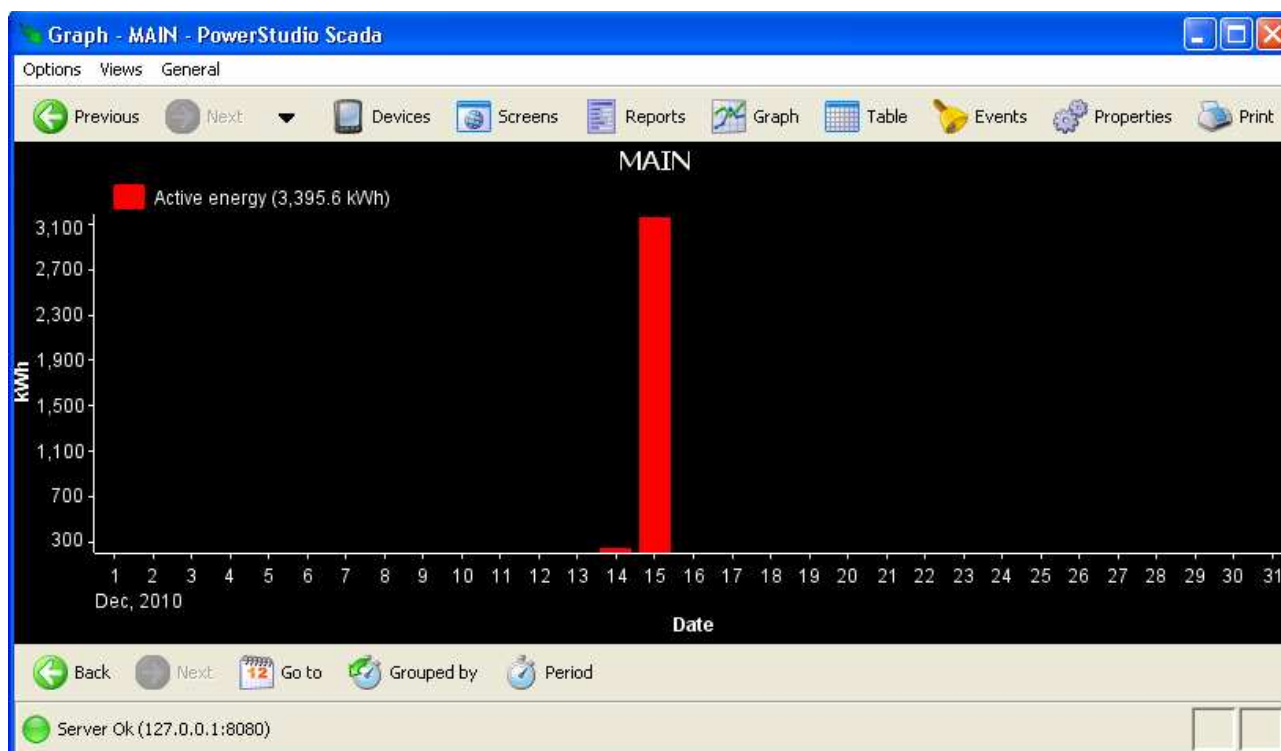 Graph - MAIN - PowerStudio Scada
Options Views General
Previous Next Devices Screens Reports Graph Table Events Properties Print
MAIN
Active energy (3,395.6 kWh)
3,100
2,700
2,300
1,900
1,500
1,100
700
300
kWh
1 2 3 4 5 6 7 8 9 10 11 12 13 14 15 16 17 18 19 20 21 22 23 24 25 26 27 28 29 30 31
Dec, 2010
Date
Back Next 12 Go to Grouped by Period
Server Ok (127.0.0.1:8080)